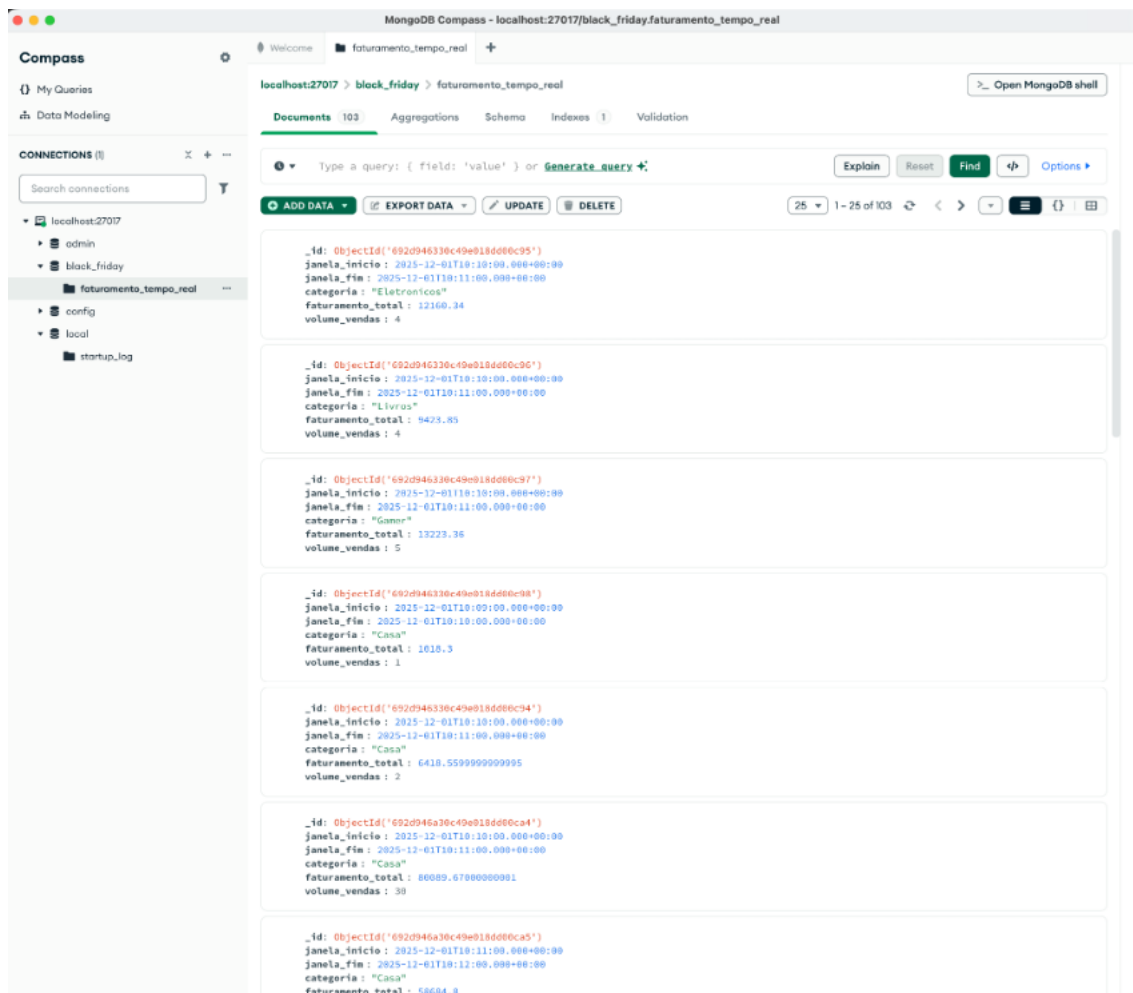 MongoDB Compass - localhost:27017/black_friday.faturamento_tempo_real
Compass
My Queries
Data Modeling
CONNECTIONS (1)
Search connections
localhost:27017
admin
black_friday
faturamento_tempo_real
config
local
startup_log
Welcome
faturamento_tempo_real
localhost:27017 > black_friday > faturamento_tempo_real
>_ Open MongoDB shell
Documents 103 Aggregations Schema Indexes 1 Validation
Type a query: { field: 'value' } or Generate query
Explain Reset Find </> Options
ADD DATA EXPORT DATA UPDATE DELETE
25 1 – 25 of 103
_id: ObjectId('692d946330c49e018dd00c95')
janela_inicio : 2025-12-01T10:10:00.000+00:00
janela_fim : 2025-12-01T10:11:00.000+00:00
categoria : "Eletronicos"
faturamento_total : 12160.34
volume_vendas : 4
_id: ObjectId('692d946330c49e018dd00c96')
janela_inicio : 2025-12-01T10:10:00.000+00:00
janela_fim : 2025-12-01T10:11:00.000+00:00
categoria : "Livros"
faturamento_total : 9423.85
volume_vendas : 4
_id: ObjectId('692d946330c49e018dd00c97')
janela_inicio : 2025-12-01T10:10:00.000+00:00
janela_fim : 2025-12-01T10:11:00.000+00:00
categoria : "Gamer"
faturamento_total : 13223.36
volume_vendas : 5
_id: ObjectId('692d946330c49e018dd00c98')
janela_inicio : 2025-12-01T10:09:00.000+00:00
janela_fim : 2025-12-01T10:10:00.000+00:00
categoria : "Casa"
faturamento_total : 1018.3
volume_vendas : 1
_id: ObjectId('692d946330c49e018dd00c94')
janela_inicio : 2025-12-01T10:10:00.000+00:00
janela_fim : 2025-12-01T10:11:00.000+00:00
categoria : "Casa"
faturamento_total : 6418.5599999999995
volume_vendas : 2
_id: ObjectId('692d946a30c49e018dd00ca4')
janela_inicio : 2025-12-01T10:10:00.000+00:00
janela_fim : 2025-12-01T10:11:00.000+00:00
categoria : "Casa"
faturamento_total : 80089.67000000001
volume_vendas : 30
_id: ObjectId('692d946a30c49e018dd00ca5')
janela_inicio : 2025-12-01T10:11:00.000+00:00
janela_fim : 2025-12-01T10:12:00.000+00:00
categoria : "Casa"
faturamento_total :